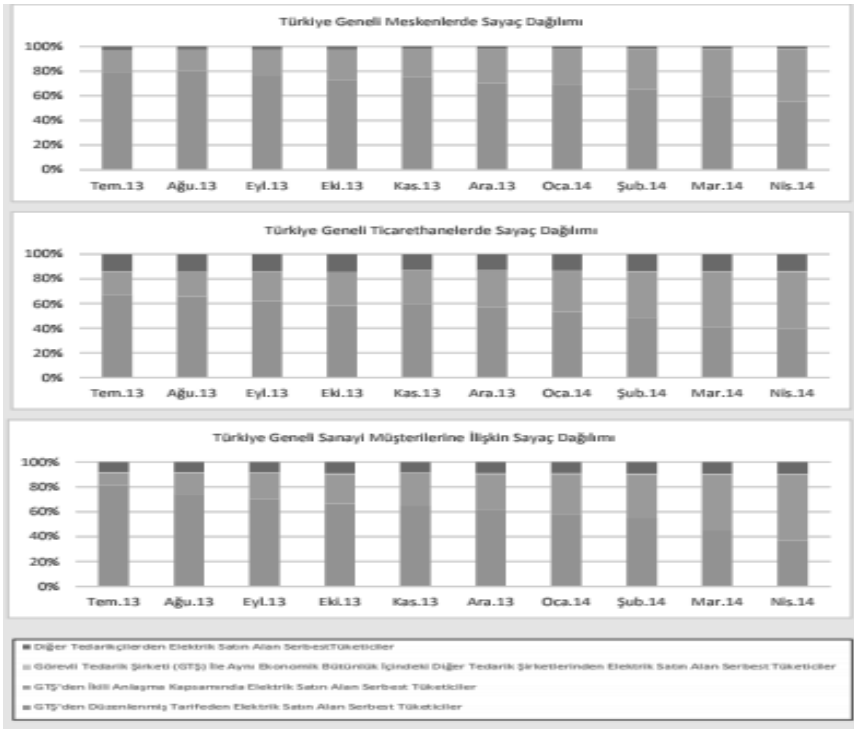 Türkiye Geneli Meskenlerde Sayaç Dağılımı
100%
80%
60%
40%
20%
0%
Tem.13 Ağu.13 Eyl.13 Eki.13 Kas.13 Ara.13 Oca.14 Şub.14 Mar.14 Nis.14
Türkiye Geneli Ticarethanelerde Sayaç Dağılımı
100%
80%
60%
40%
20%
0%
Tem.13 Ağu.13 Eyl.13 Eki.13 Kas.13 Ara.13 Oca.14 Şub.14 Mar.14 Nis.14
Türkiye Geneli Sanayi Müşterilerine İlişkin Sayaç Dağılımı
100%
80%
60%
40%
20%
0%
Tem.13 Ağu.13 Eyl.13 Eki.13 Kas.13 Ara.13 Oca.14 Şub.14 Mar.14 Nis.14
Diğer Tedarikçilerden Elektrik Satın Alan SerbestTüketiciler
Görevli Tedarik Şirketi (GTŞ) İle Aynı Ekonomik Bütünlük İçindeki Diğer Tedarik Şirketlerinden Elektrik Satın Alan Serbest Tüketiciler
GTŞ'den İkili Anlaşma Kapsamında Elektrik Satın Alan Serbest Tüketiciler
GTŞ'den Düzenlenmiş Tarifeden Elektrik Satın Alan Serbest Tüketiciler